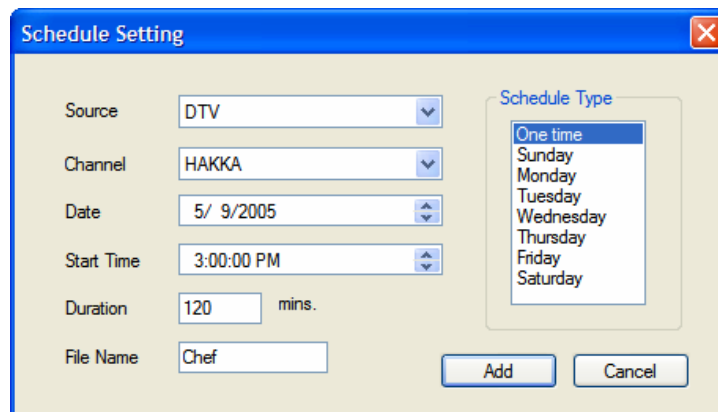 Schedule Setting
Source
DTV
Channel
HAKKA
Date
5/ 9/2005
Start Time
3:00:00 PM
Duration
120
mins.
File Name
Chef
Schedule Type
One time
Sunday
Monday
Tuesday
Wednesday
Thursday
Friday
Saturday
Add
Cancel